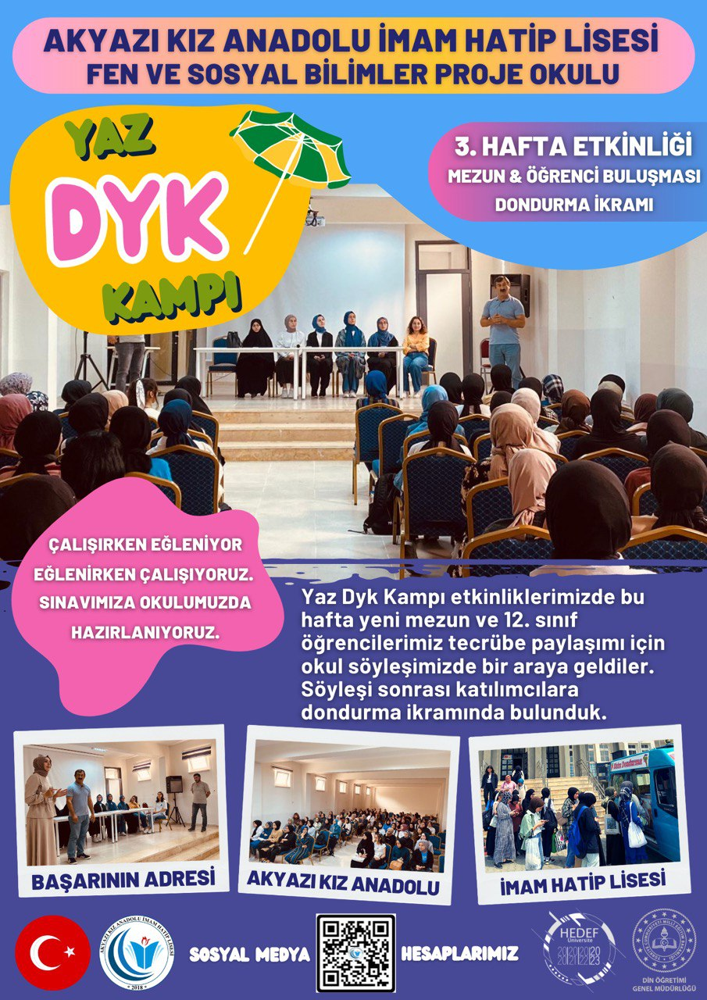 AKYAZI KIZ ANADOLU İMAM HATİP LİSESİ
FEN VE SOSYAL BİLİMLER PROJE OKULU
YAZ
DYK
KAMPI
3. HAFTA ETKİNLİĞİ
MEZUN & ÖĞRENCİ BULUŞMASI
DONDURMA İKRAMI
ÇALIŞIRKEN EĞLENİYOR
EĞLENİRKEN ÇALIŞIYORUZ.
SINAVIMIZA OKULUMUZDA
HAZIRLANIYORUZ.
Yaz Dyk Kampı etkinliklerimizde bu
hafta yeni mezun ve 12. sınıf
öğrencilerimiz tecrübe paylaşımı için
okul söyleşimizde bir araya geldiler.
Söyleşi sonrası katılımcılara
dondurma ikramında bulunduk.
BAŞARININ ADRESİ
AKYAZI KIZ ANADOLU
İMAM HATİP LİSESİ
AKYAZI KIZ ANADOLU İMAM HATİP LİSESİ
2018
SOSYAL MEDYA
HESAPLARIMIZ
HEDEF
Üniversite
DİN ÖĞRETİMİ
GENEL MÜDÜRLÜĞÜ